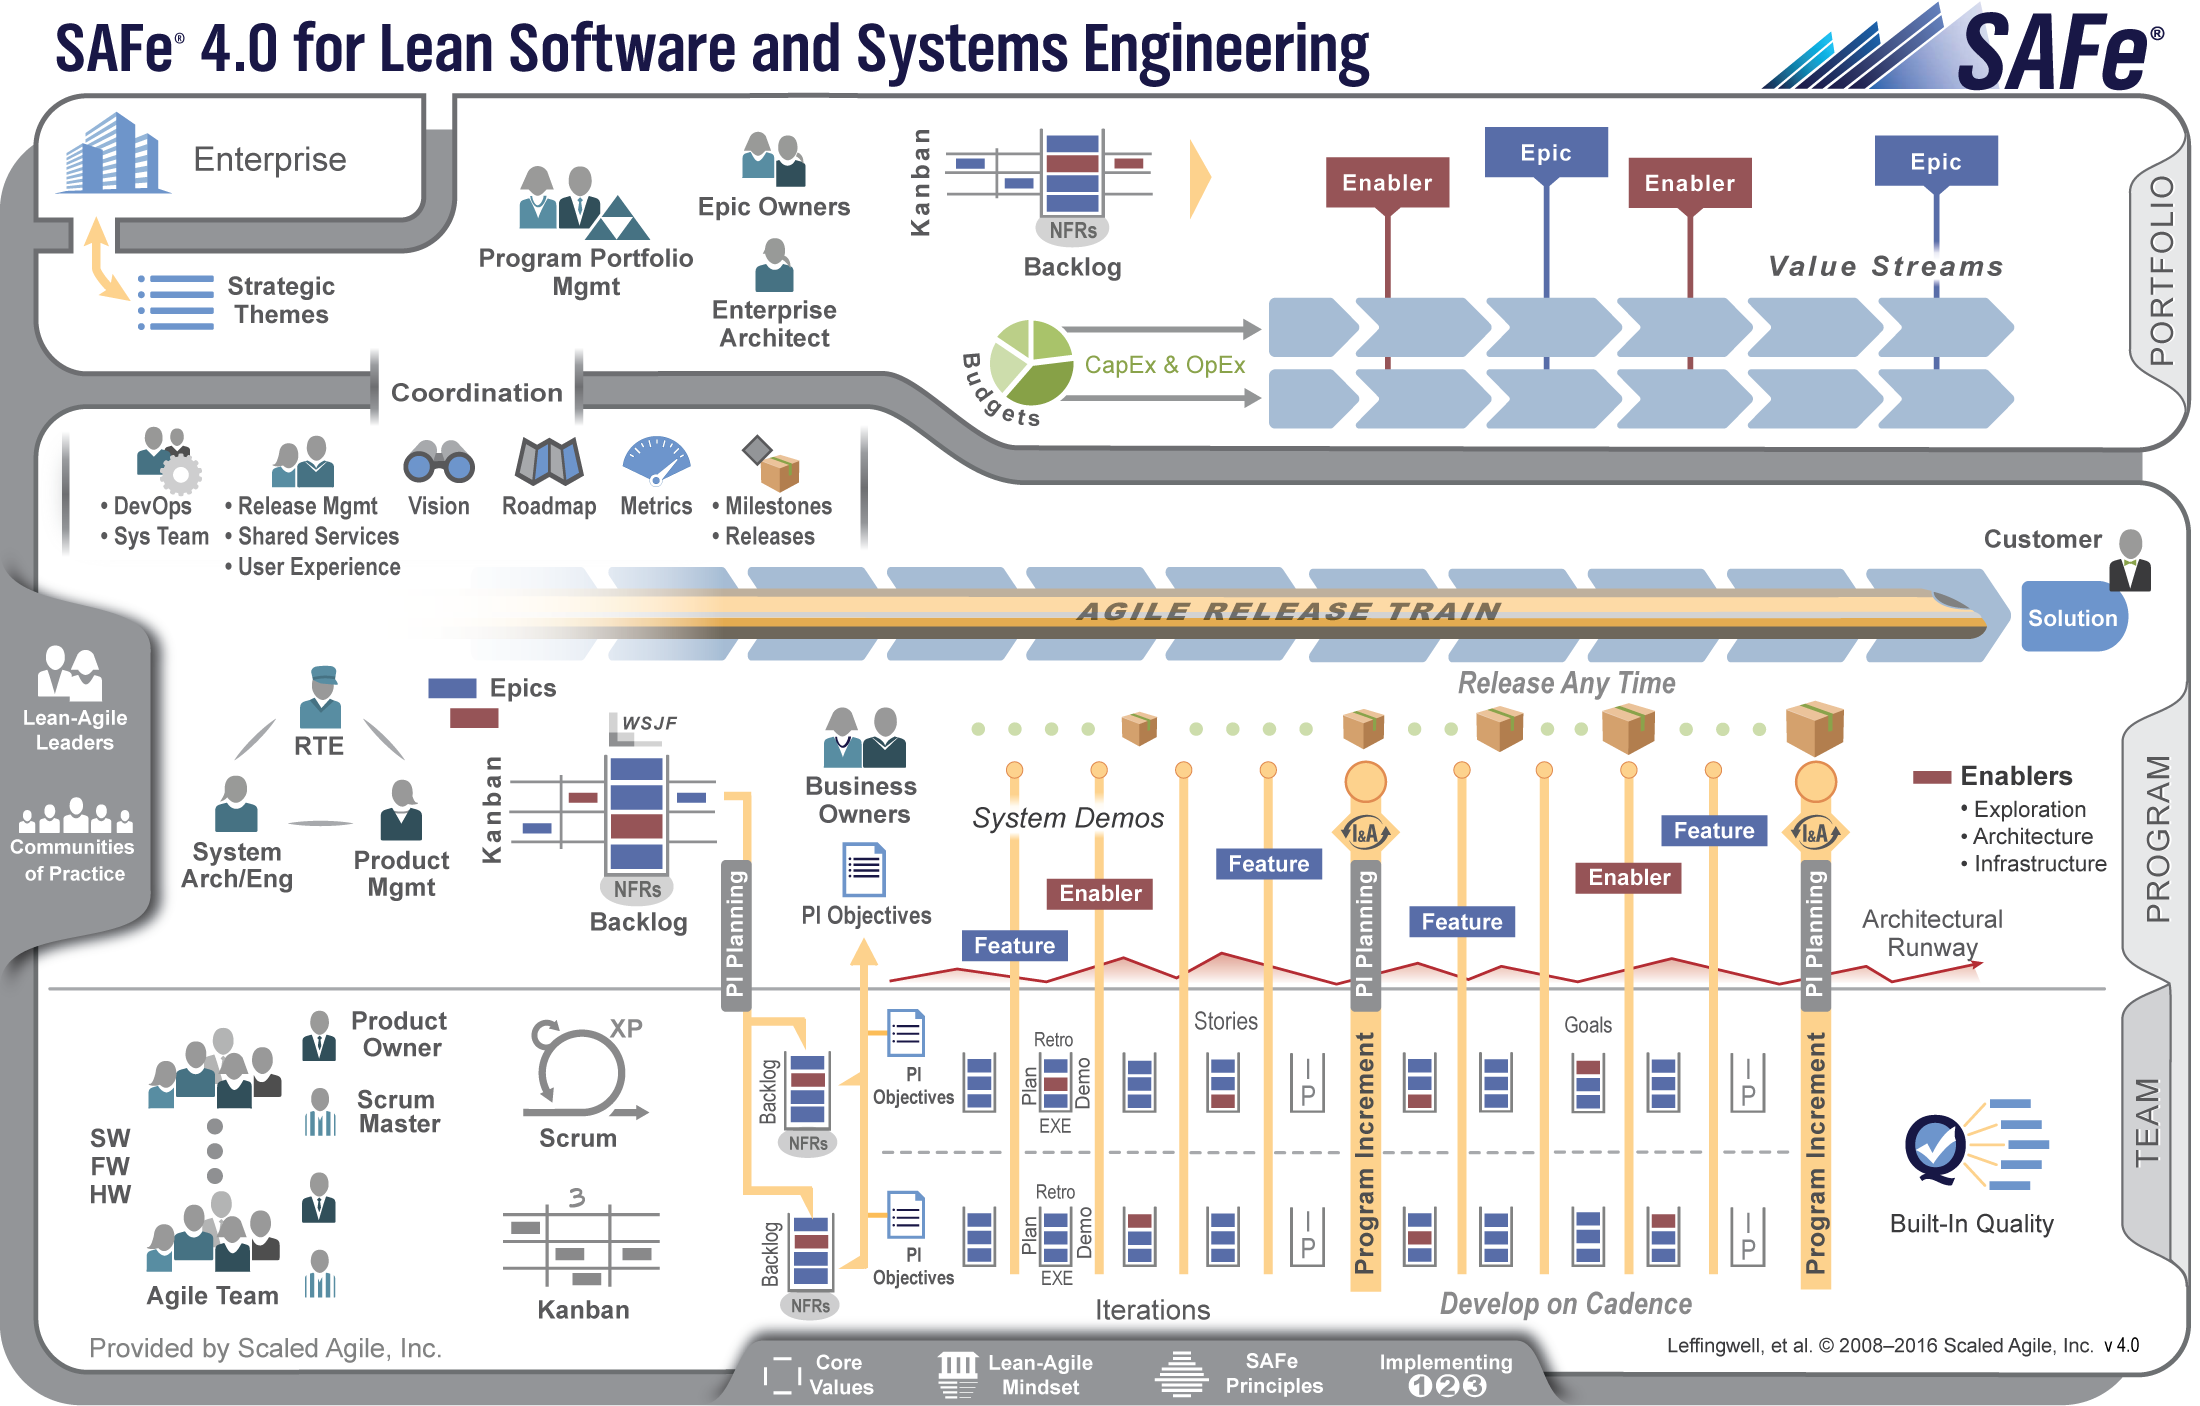 SAFe® 4.0 for Lean Software and Systems Engineering
SAFe®
Enterprise
Strategic
Themes
Program Portfolio
Mgmt
Epic Owners
Enterprise
Architect
Kanban
NFRs
Backlog
Enabler
Epic
Enabler
Epic
Value Streams
Budgets
CapEx & OpEx
PORTFOLIO
Coordination
• DevOps
• Sys Team
• Release Mgmt
• Shared Services
• User Experience
Vision
Roadmap
Metrics
• Milestones
• Releases
Customer
Solution
AGILE RELEASE TRAIN
Lean-Agile
Leaders
Communities
of Practice
RTE
System
Arch/Eng
Product
Mgmt
Epics
WSJF
Kanban
NFRs
Backlog
PI Planning
Business
Owners
PI Objectives
Release Any Time
System Demos
Feature
Enabler
Feature
I&A
PI Planning
Feature
Enabler
Feature
I&A
PI Planning
Enablers
• Exploration
• Architecture
• Infrastructure
Architectural
Runway
PROGRAM
Product
Owner
Scrum
Master
SW
FW
HW
Agile Team
XP
Scrum
3
Kanban
Backlog
NFRs
PI
Objectives
Backlog
NFRs
PI
Objectives
Stories
Goals
Retro
Plan
Demo
EXE
I
P
I
P
Retro
Plan
Demo
EXE
I
P
I
P
Program Increment
Program Increment
Iterations
Develop on Cadence
Built-In Quality
TEAM
Provided by Scaled Agile, Inc.
Leffingwell, et al. © 2008–2016 Scaled Agile, Inc. v 4.0
Core
Values
Lean-Agile
Mindset
SAFe
Principles
Implementing
1 2 3